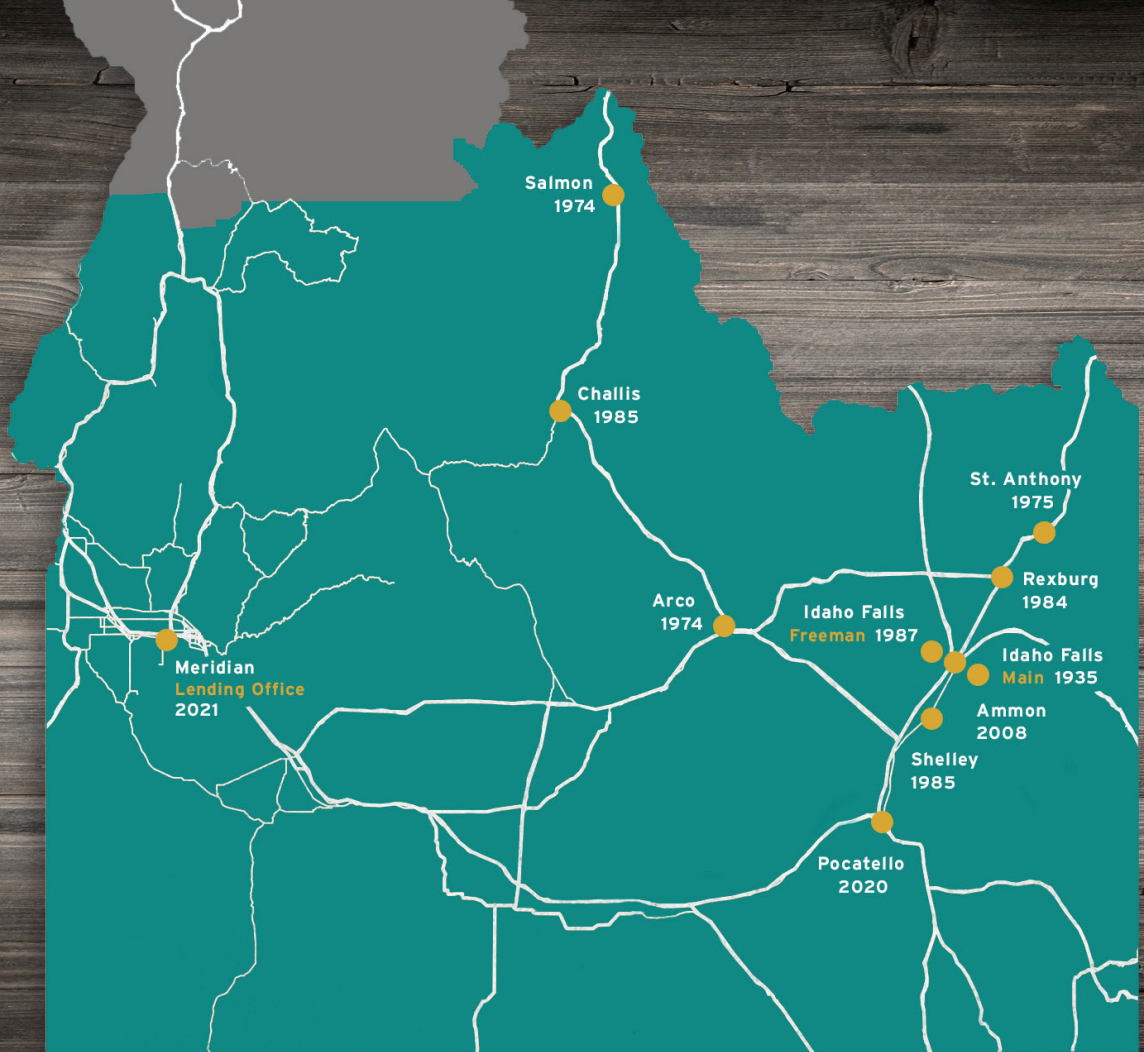 Salmon
1974
Challis
1985
St. Anthony
1975
Rexburg
1984
Arco
1974
Idaho Falls
Freeman 1987
Idaho Falls
Main 1935
Meridian
Lending Office
2021
Ammon
2008
Shelley
1985
Pocatello
2020